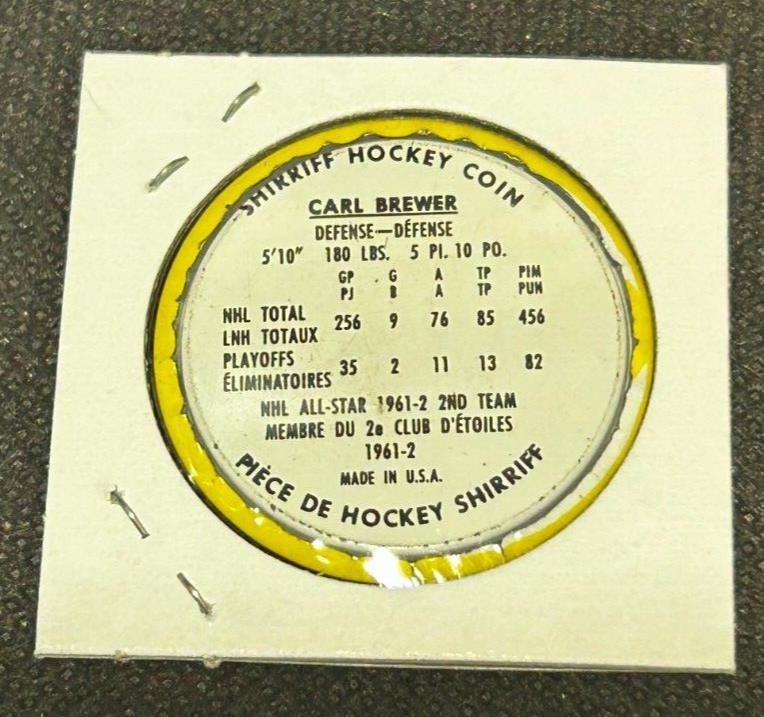 SHIRRIFF HOCKEY COIN
CARL BREWER
DEFENSE—DÉFENSE
5'10" 180 LBS. 5 PI. 10 PO.
GP G A TP PIM
PJ B A TP PUN
NHL TOTAL
LNH TOTAUX 256 9 76 85 456
PLAYOFFS
ÉLIMINATOIRES 35 2 11 13 82
NHL ALL-STAR 1961-2 2ND TEAM
MEMBRE DU 2e CLUB D'ÉTOILES
1961-2
MADE IN U.S.A.
PIÈCE DE HOCKEY SHIRRIFF